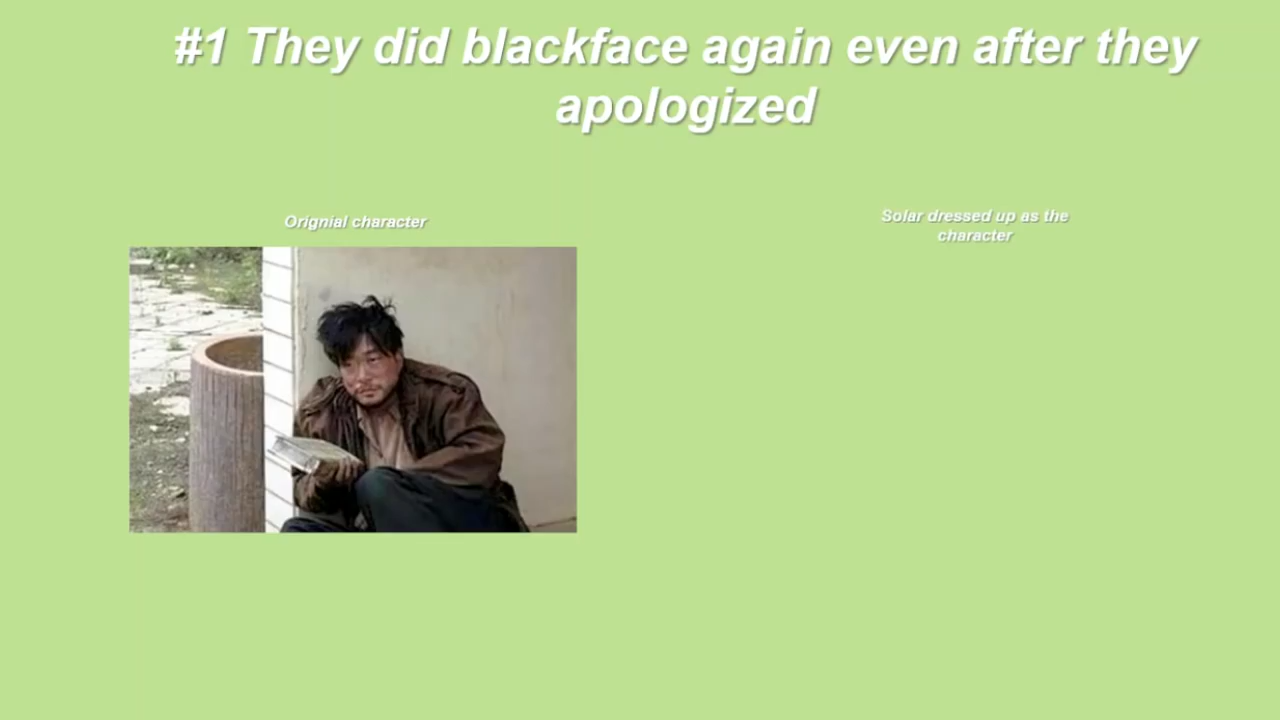 #1 They did blackface again even after they
apologized
Orignial character
Solar dressed up as the
character